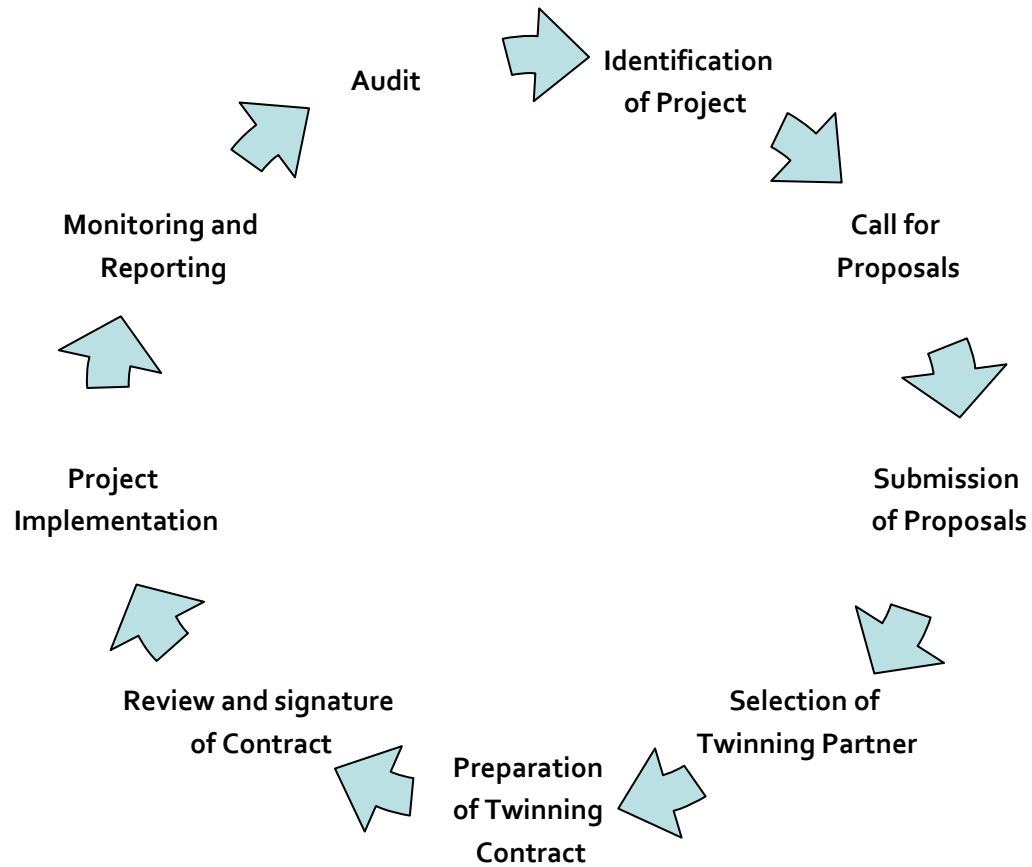 Audit
Identification
of Project
Call for
Proposals
Submission
of Proposals
Selection of
Twinning Partner
Preparation
of Twinning
Contract
Review and signature
of Contract
Project
Implementation
Monitoring and
Reporting